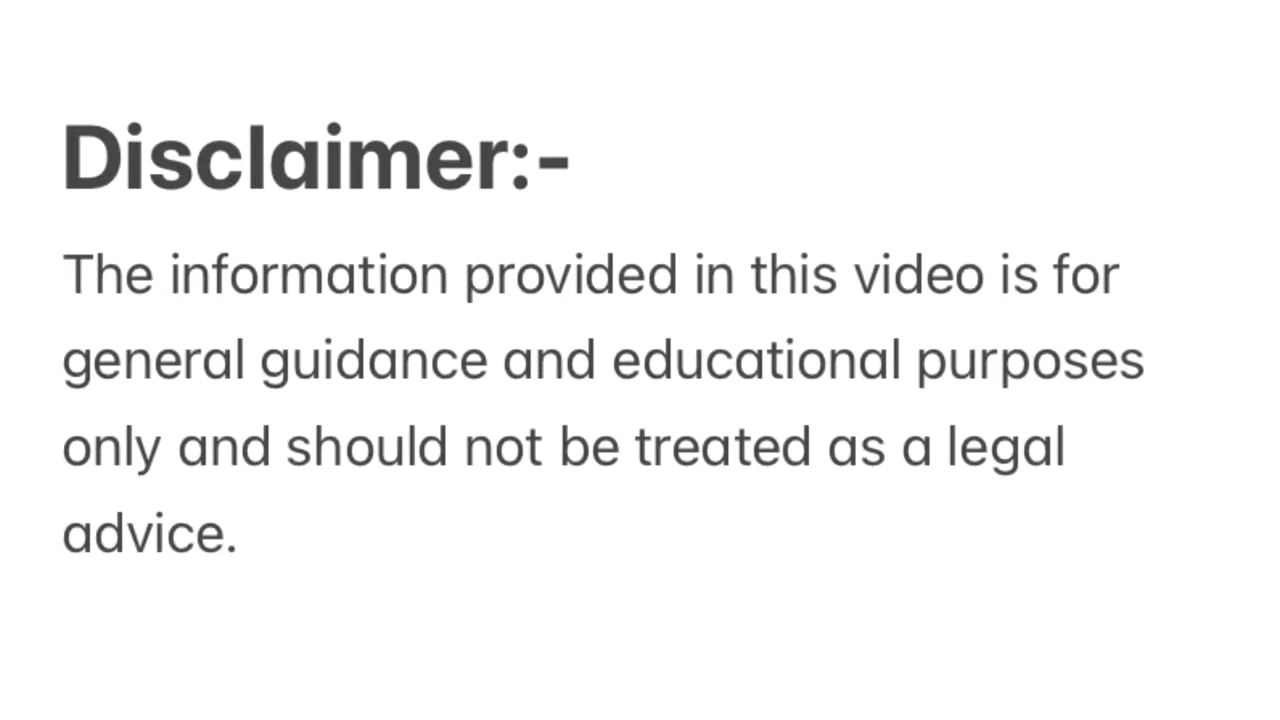 Disclaimer:-
The information provided in this video is for
general guidance and educational purposes
only and should not be treated as a legal
advice.